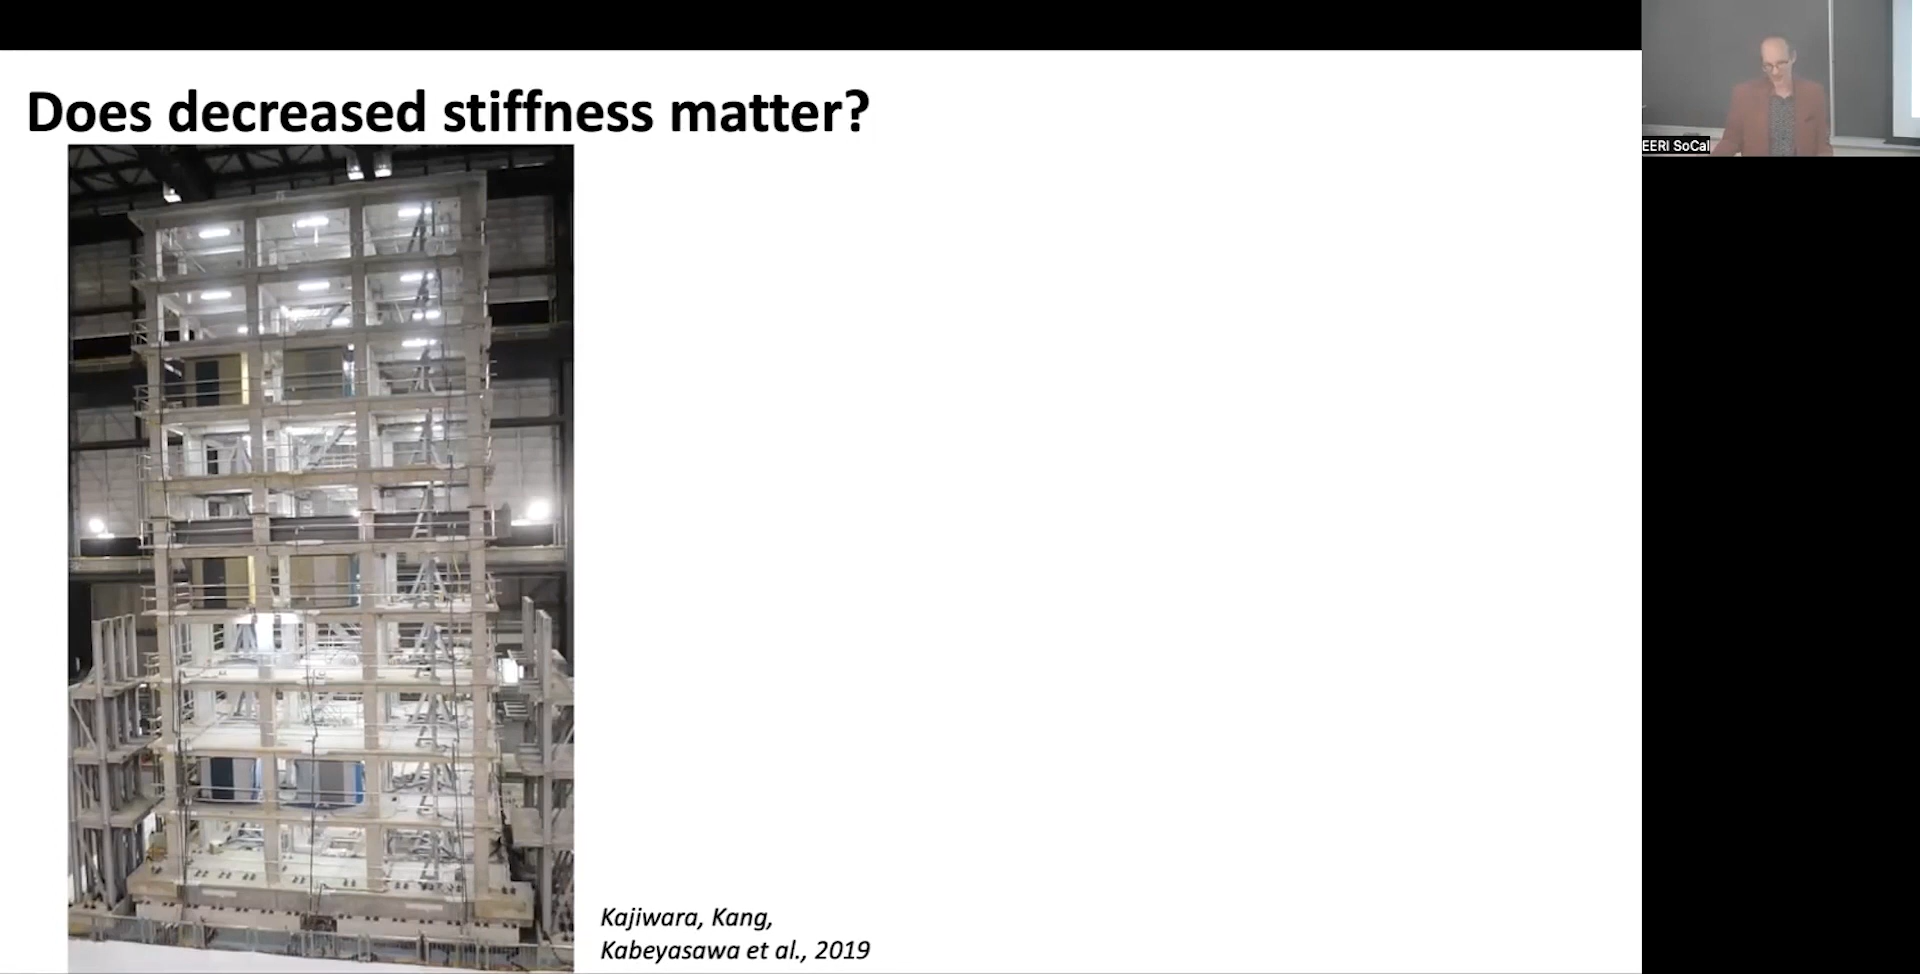 Does decreased stiffness matter?
EERI SoCal
Kajiwara, Kang,
Kabeyasawa et al., 2019